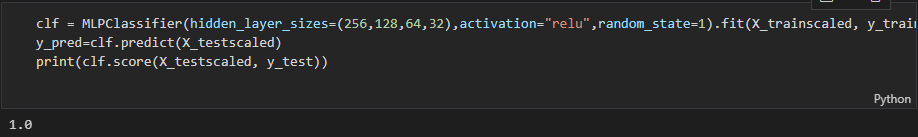 clf = MLPClassifier(hidden_layer_sizes=(256,128,64,32),activation="relu",random_state=1).fit(X_trainscaled, y_trai
y_pred=clf.predict(X_testscaled)
print(clf.score(X_testscaled, y_test))
Python
1.0